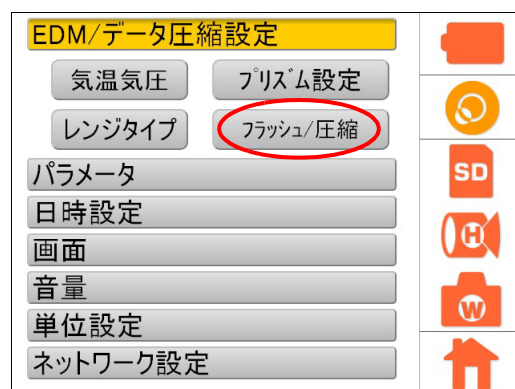 EDM/データ圧縮設定
気温気圧 プリズム設定
レンジタイプ フラッシュ/圧縮
パラメータ
日時設定
画面
音量
単位設定
ネットワーク設定
SD
H
W